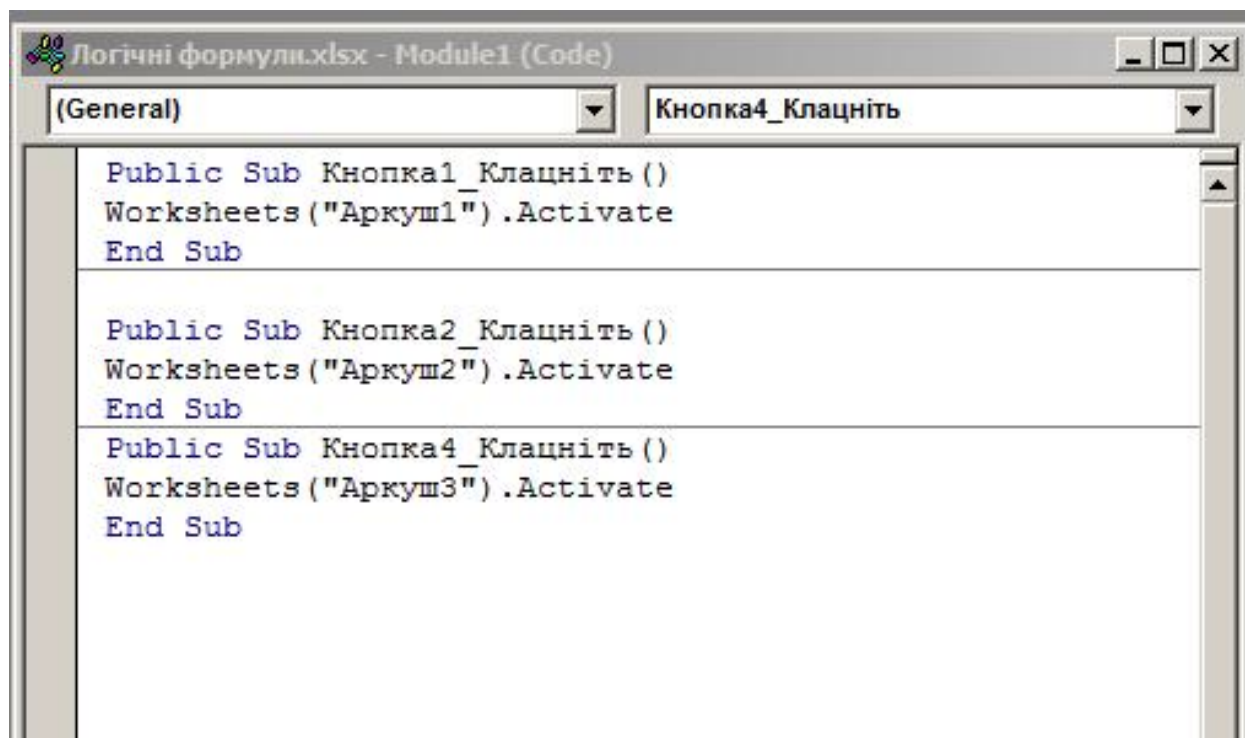 Логічні формули.xlsx - Module1 (Code)
(General) Кнопка4_Клацніть
Public Sub Кнопка1_Клацніть()
Worksheets("Аркуш1").Activate
End Sub
Public Sub Кнопка2_Клацніть()
Worksheets("Аркуш2").Activate
End Sub
Public Sub Кнопка4_Клацніть()
Worksheets("Аркуш3").Activate
End Sub